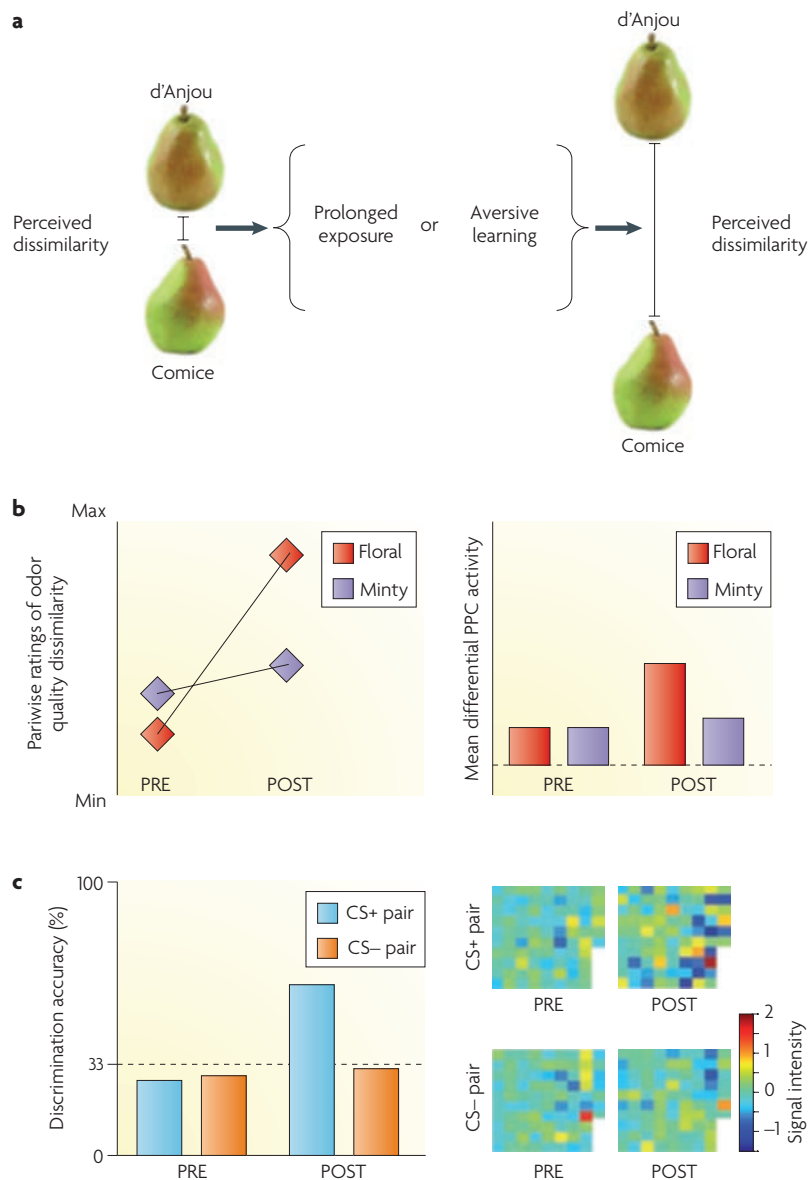 a
d'Anjou
d'Anjou
Perceived
dissimilarity
Prolonged
exposure
or
Aversive
learning
Perceived
dissimilarity
Comice
Comice
b
Max
Pariwise ratings of odor
quality dissimilarity
Min
Floral
Minty
PRE
POST
Mean differential PPC activity
Floral
Minty
PRE
POST
c
100
Discrimination accuracy (%)
33
0
CS+ pair
CS– pair
PRE
POST
CS+ pair
PRE
POST
CS– pair
PRE
POST
2
1
0
–1
Signal intensity